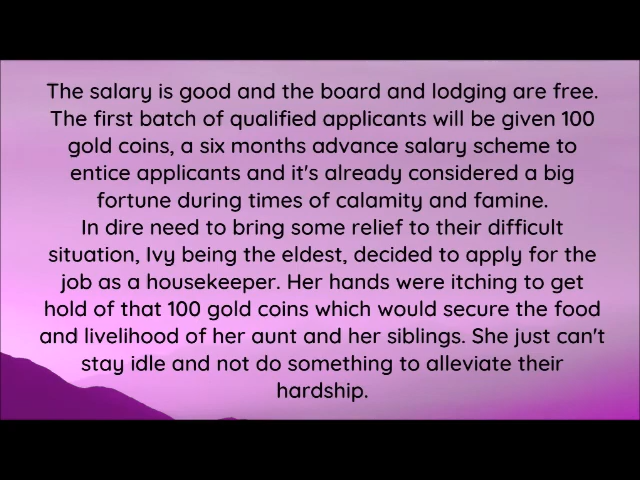 The salary is good and the board and lodging are free.
The first batch of qualified applicants will be given 100
gold coins, a six months advance salary scheme to
entice applicants and it's already considered a big
fortune during times of calamity and famine.
In dire need to bring some relief to their difficult
situation, Ivy being the eldest, decided to apply for the
job as a housekeeper. Her hands were itching to get
hold of that 100 gold coins which would secure the food
and livelihood of her aunt and her siblings. She just can't
stay idle and not do something to alleviate their
hardship.